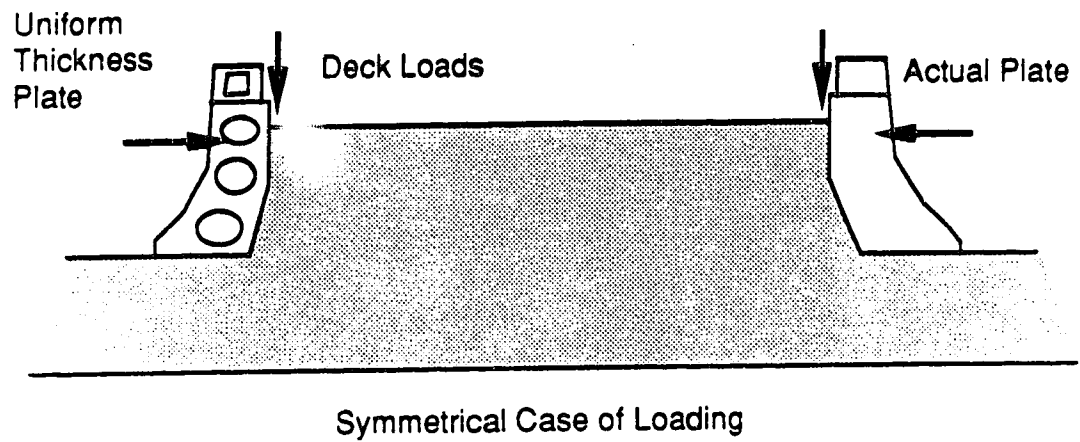 Uniform
Thickness
Plate
Deck Loads
Actual Plate
Symmetrical Case of Loading